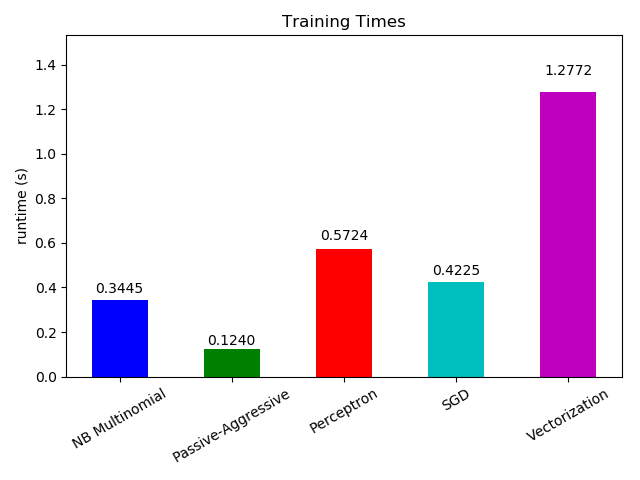 Training Times
runtime (s)
1.4
1.2
1.0
0.8
0.6
0.4
0.2
0.0
0.3445
0.1240
0.5724
0.4225
1.2772
NB Multinomial
Passive-Aggressive
Perceptron
SGD
Vectorization